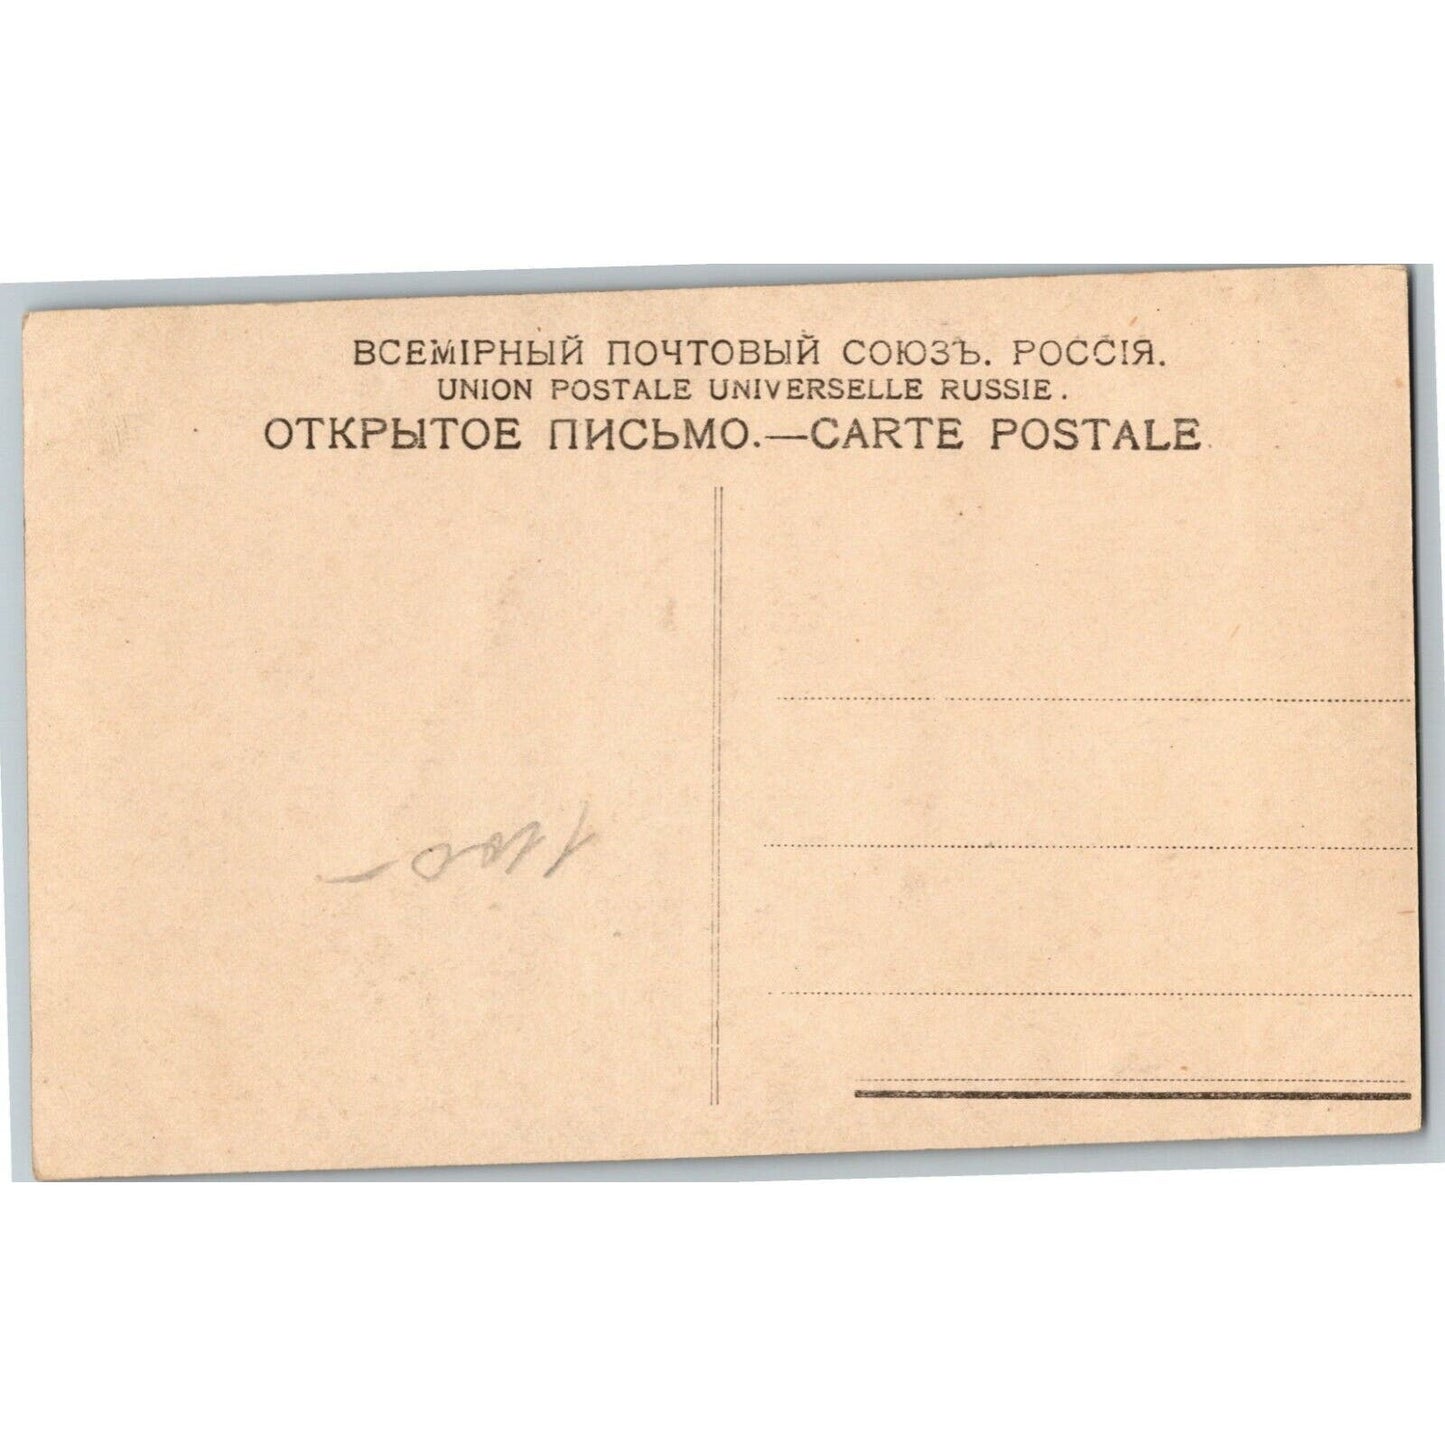 ВСЕМІРНЫЙ ПОЧТОВЫЙ СОЮЗЪ. РОССІЯ.
UNION POSTALE UNIVERSELLE RUSSIE.
ОТКРЫТОЕ ПИСЬМО.—CARTE POSTALE